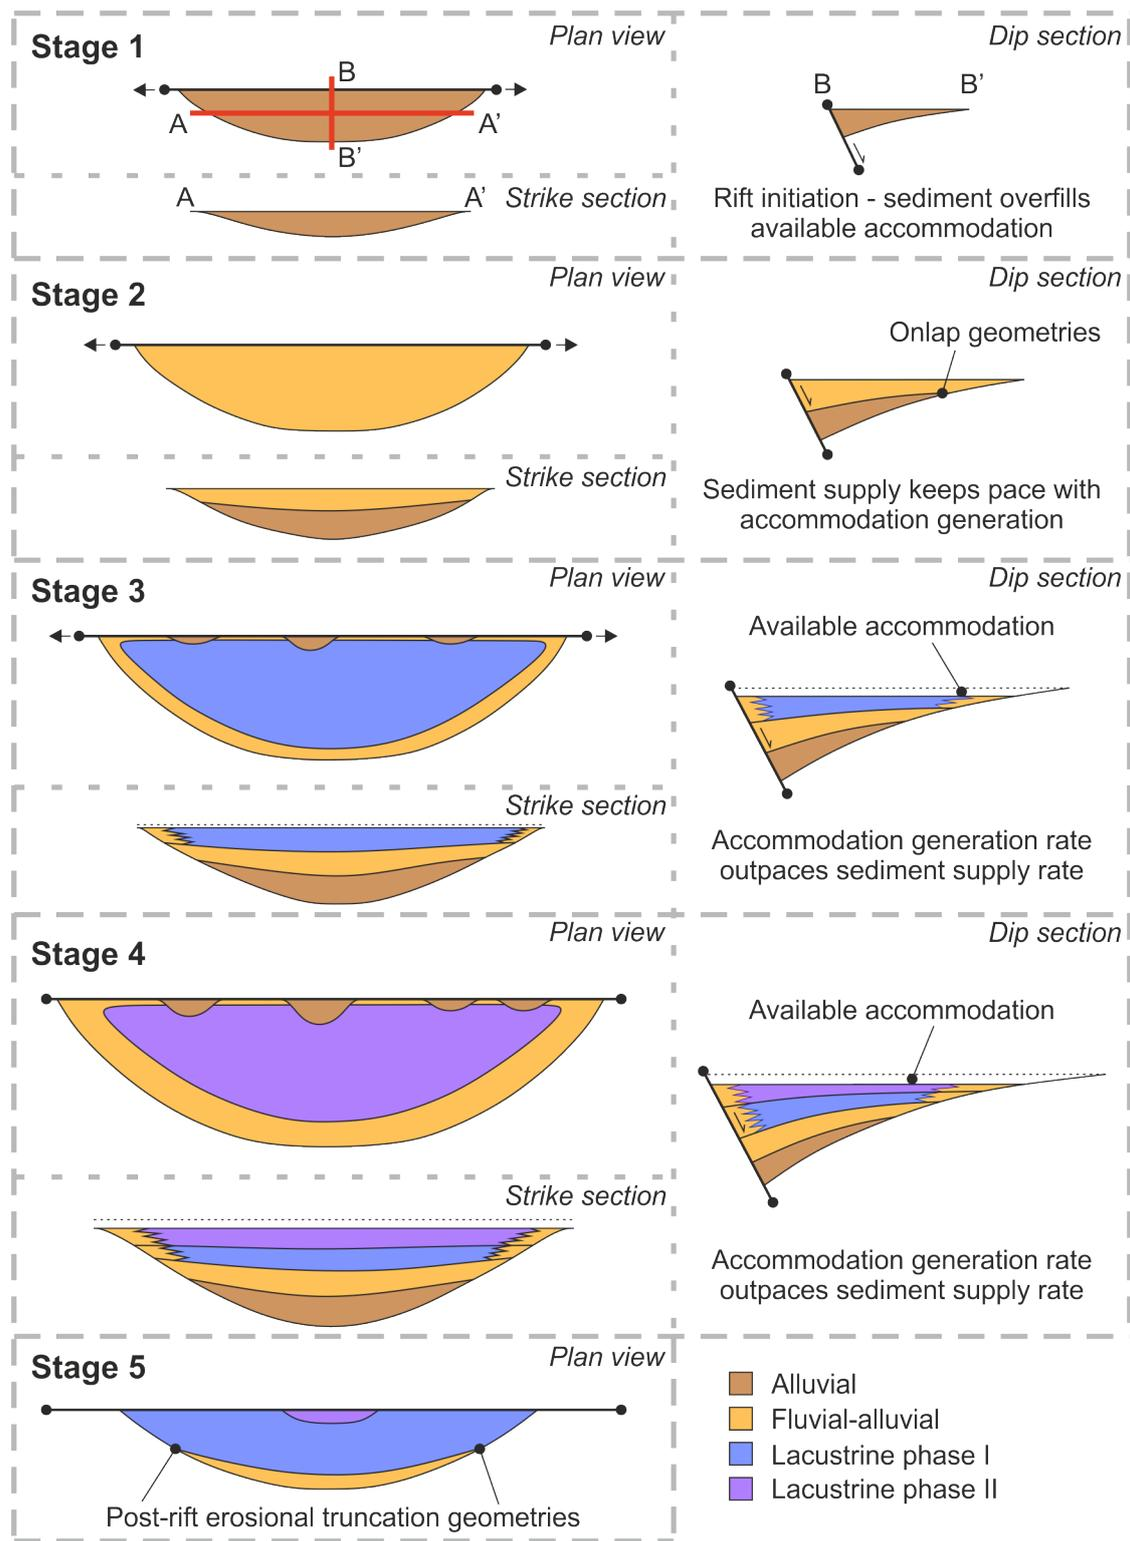 Stage 1
Plan view
B
A
A’
B’
A
A’
Strike section
Dip section
B
B’
Rift initiation - sediment overfills
available accommodation
Stage 2
Plan view
Strike section
Dip section
Onlap geometries
Sediment supply keeps pace with
accommodation generation
Stage 3
Plan view
Strike section
Dip section
Available accommodation
Accommodation generation rate
outpaces sediment supply rate
Stage 4
Plan view
Strike section
Dip section
Available accommodation
Accommodation generation rate
outpaces sediment supply rate
Stage 5
Plan view
Post-rift erosional truncation geometries
Alluvial
Fluvial-alluvial
Lacustrine phase I
Lacustrine phase II